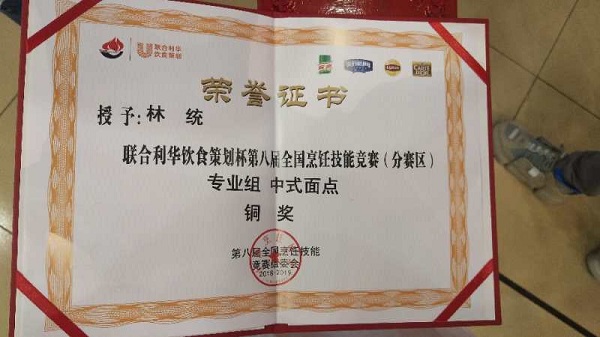 联合利华
饮食策划
荣誉证书
授予:林 统
联合利华饮食策划杯第八届全国烹饪技能竞赛(分赛区)
专业组 中式面点
铜 奖
第八届全国烹饪技能
竞赛组委会
2018-2019